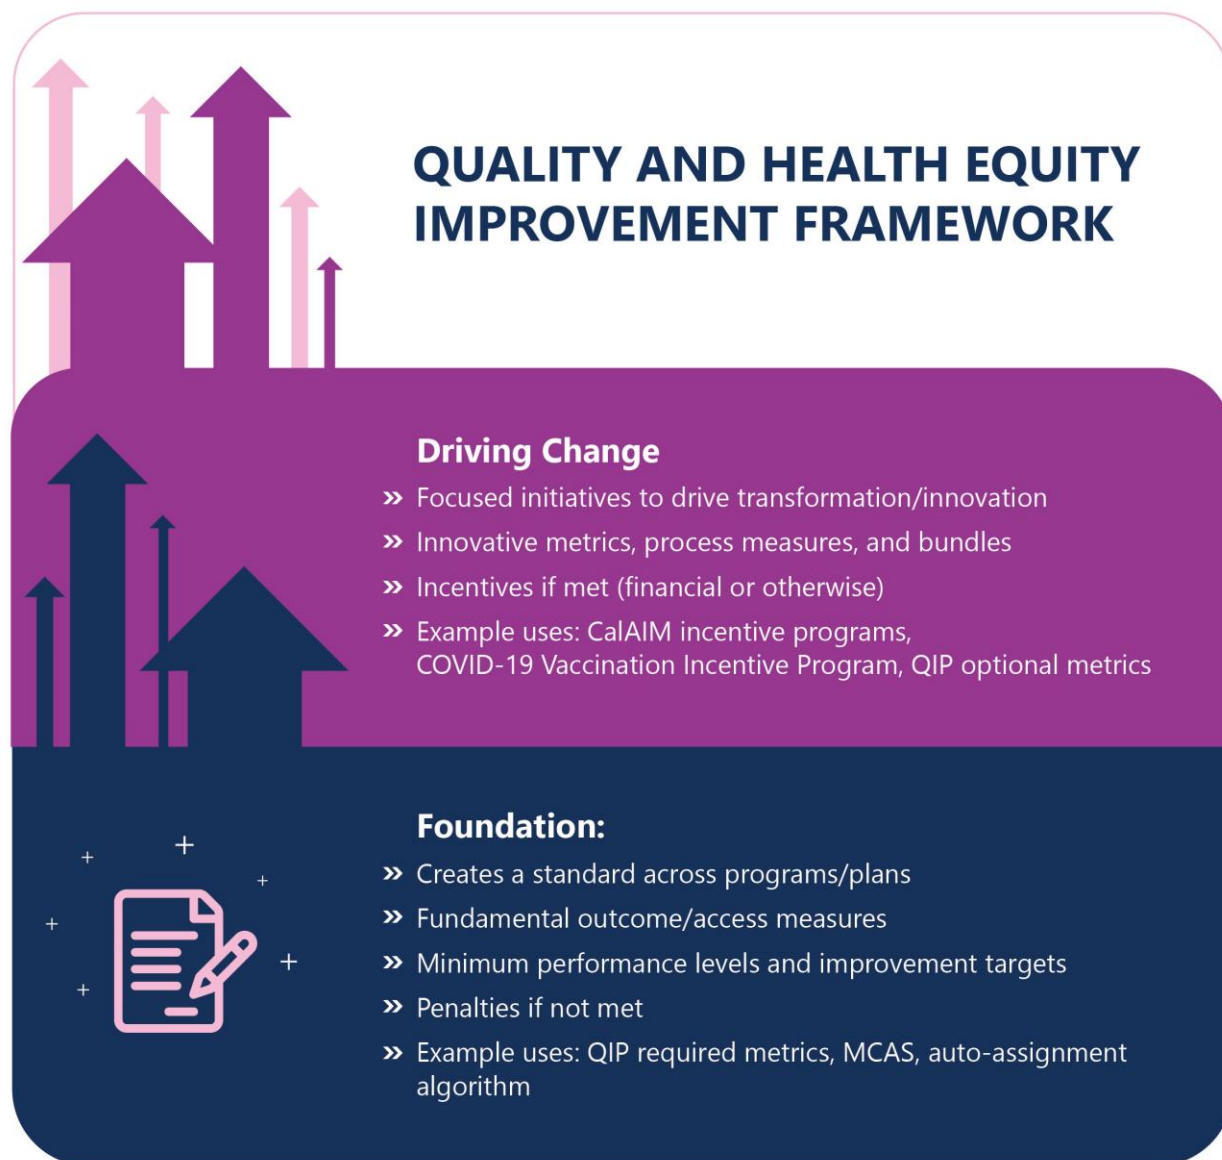 QUALITY AND HEALTH EQUITY
IMPROVEMENT FRAMEWORK
Driving Change
» Focused initiatives to drive transformation/innovation
» Innovative metrics, process measures, and bundles
» Incentives if met (financial or otherwise)
» Example uses: CalAIM incentive programs,
COVID-19 Vaccination Incentive Program, QIP optional metrics
Foundation:
» Creates a standard across programs/plans
» Fundamental outcome/access measures
» Minimum performance levels and improvement targets
» Penalties if not met
» Example uses: QIP required metrics, MCAS, auto-assignment
algorithm